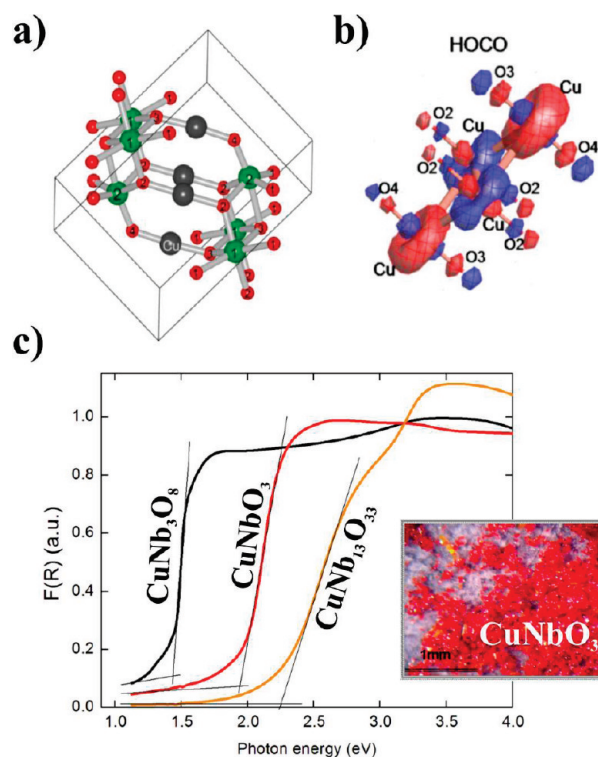 a)
b)
HOCO
Cu
O3
Cu
O2
O2
O4
O4
O2
Cu
O2
Cu
O3
Cu
c)
F(R) (a.u.)
1.0
0.8
0.6
0.4
0.2
0.0
CuNb3O8
CuNbO3
CuNb13O33
CuNbO3
1mm
1.0 1.5 2.0 2.5 3.0 3.5 4.0
Photon energy (eV)